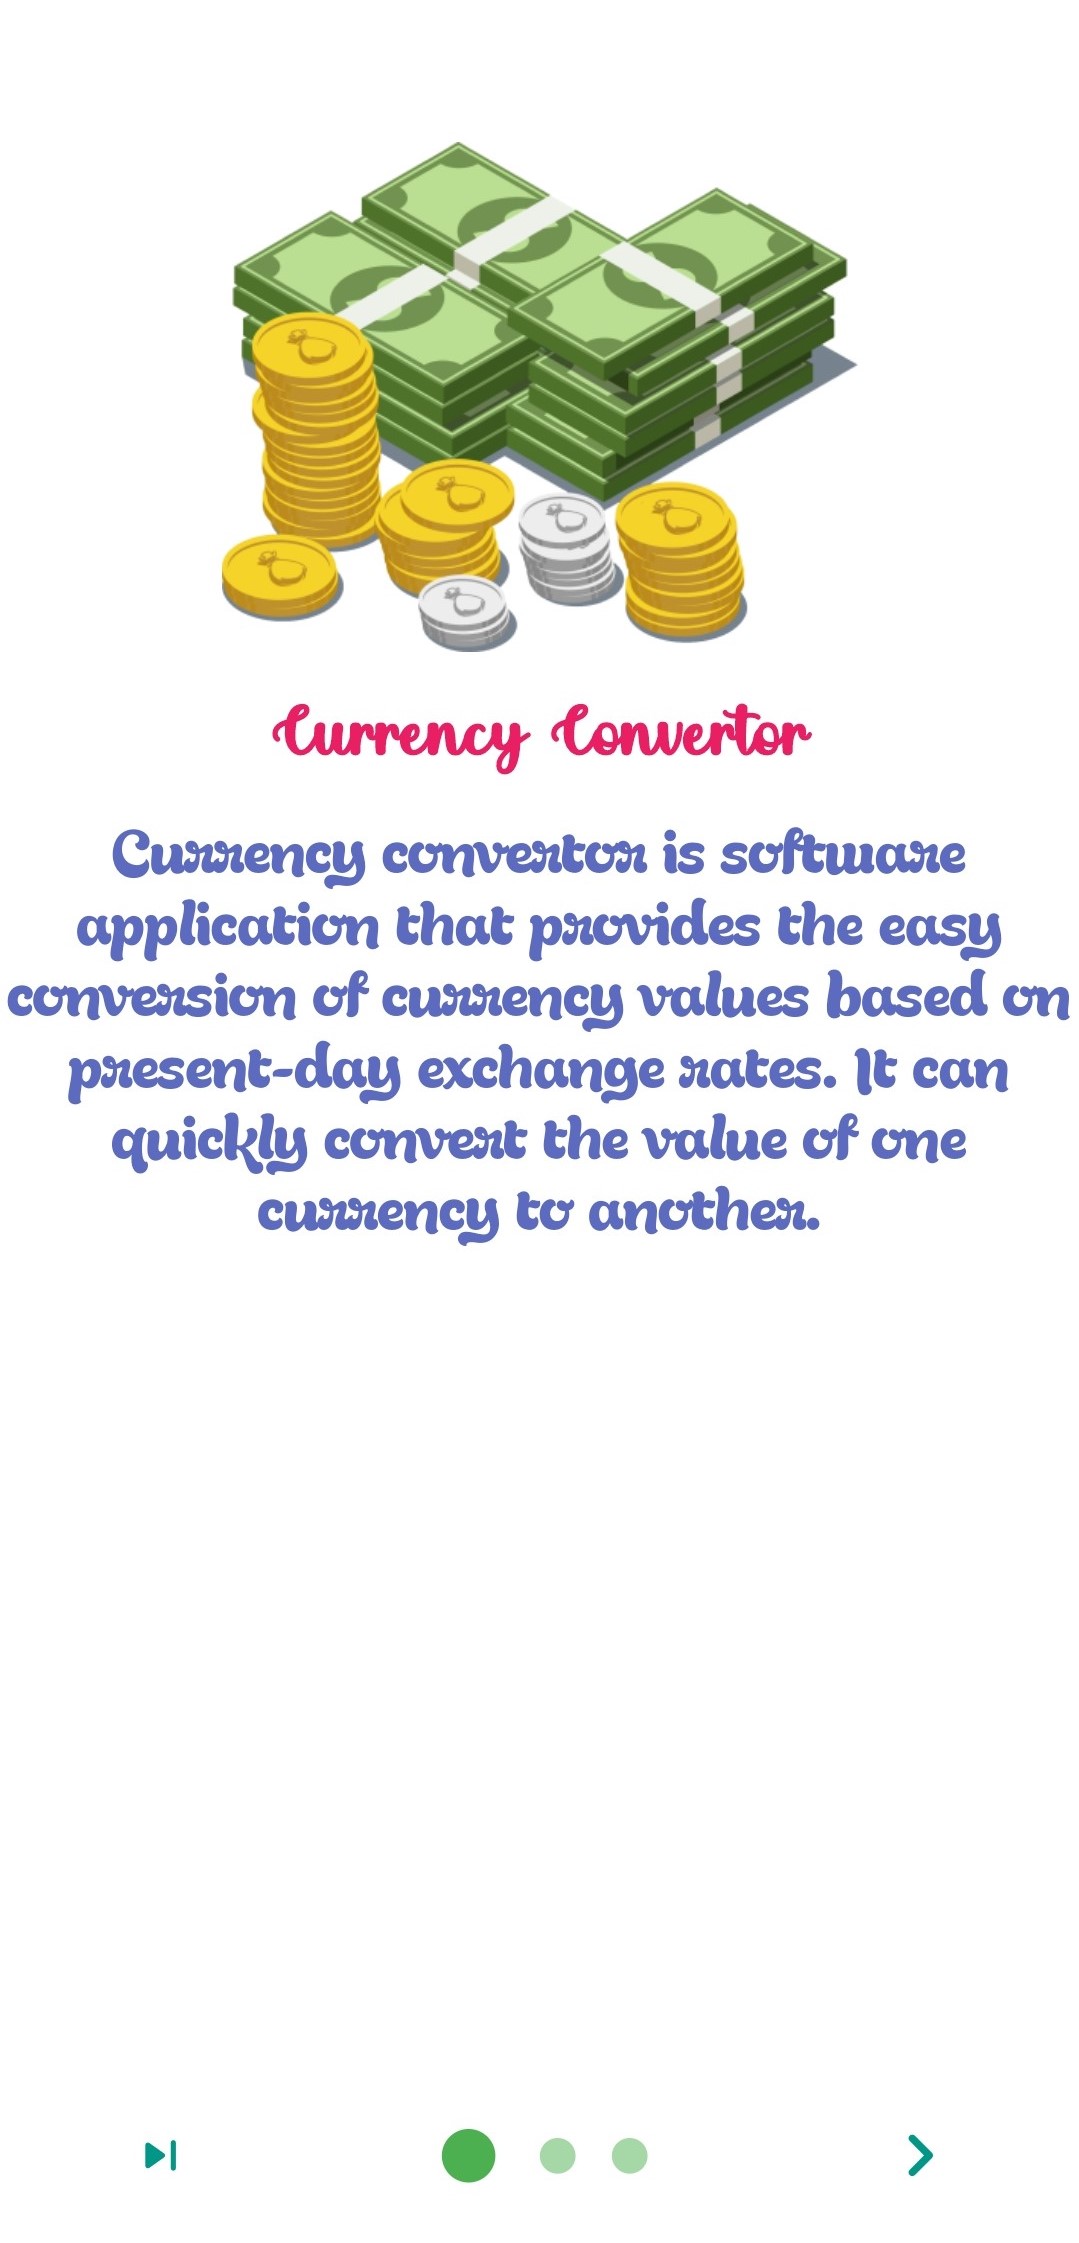 Currency Convertor
Currency convertor is software
application that provides the easy
conversion of currency values based on
present-day exchange rates. It can
quickly convert the value of one
currency to another.